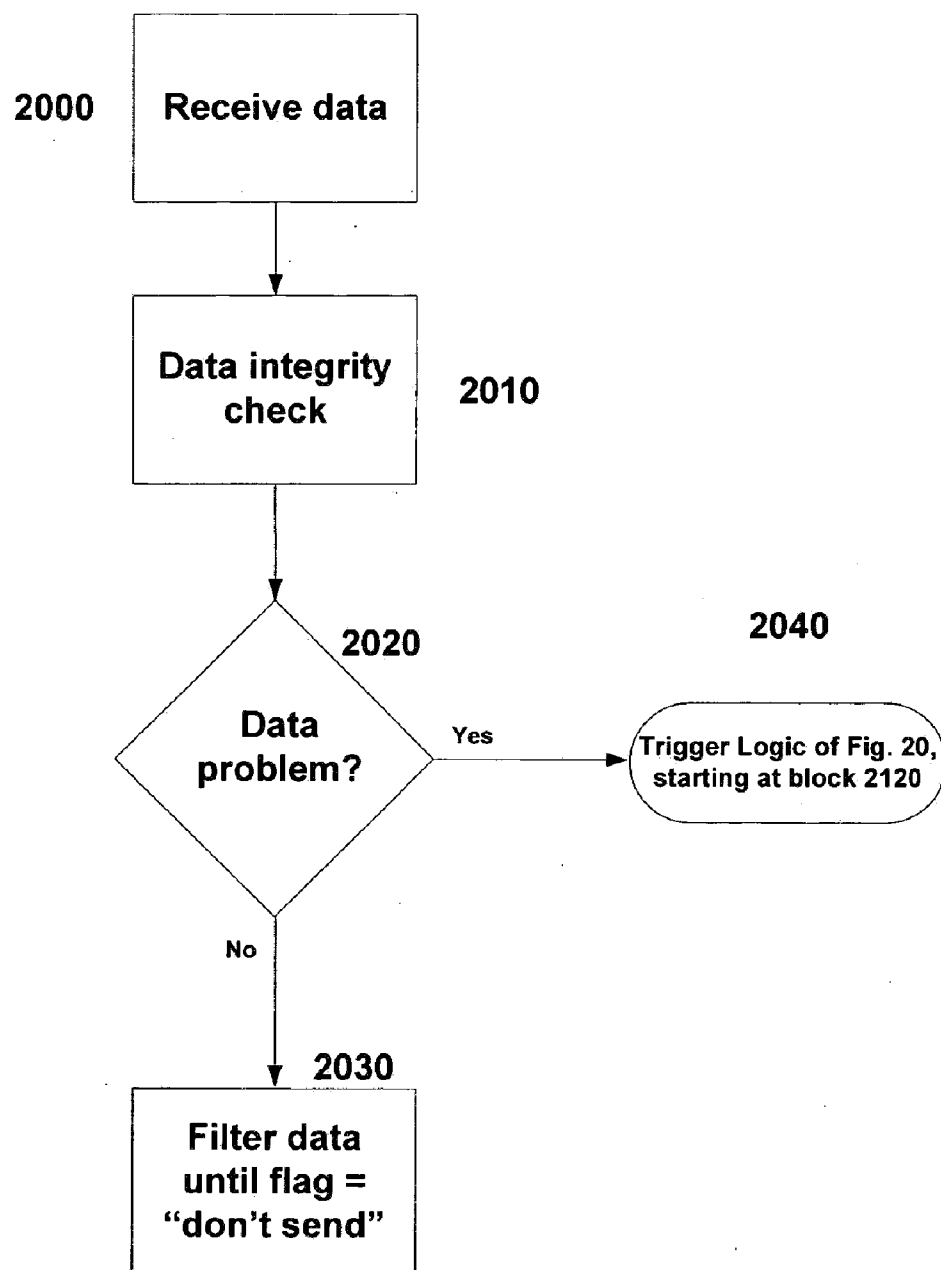 2000
Receive data
Data integrity
check
2010
2020
Data
problem?
Yes
2040
Trigger Logic of Fig. 20,
starting at block 2120
No
2030
Filter data
until flag =
“don't send”